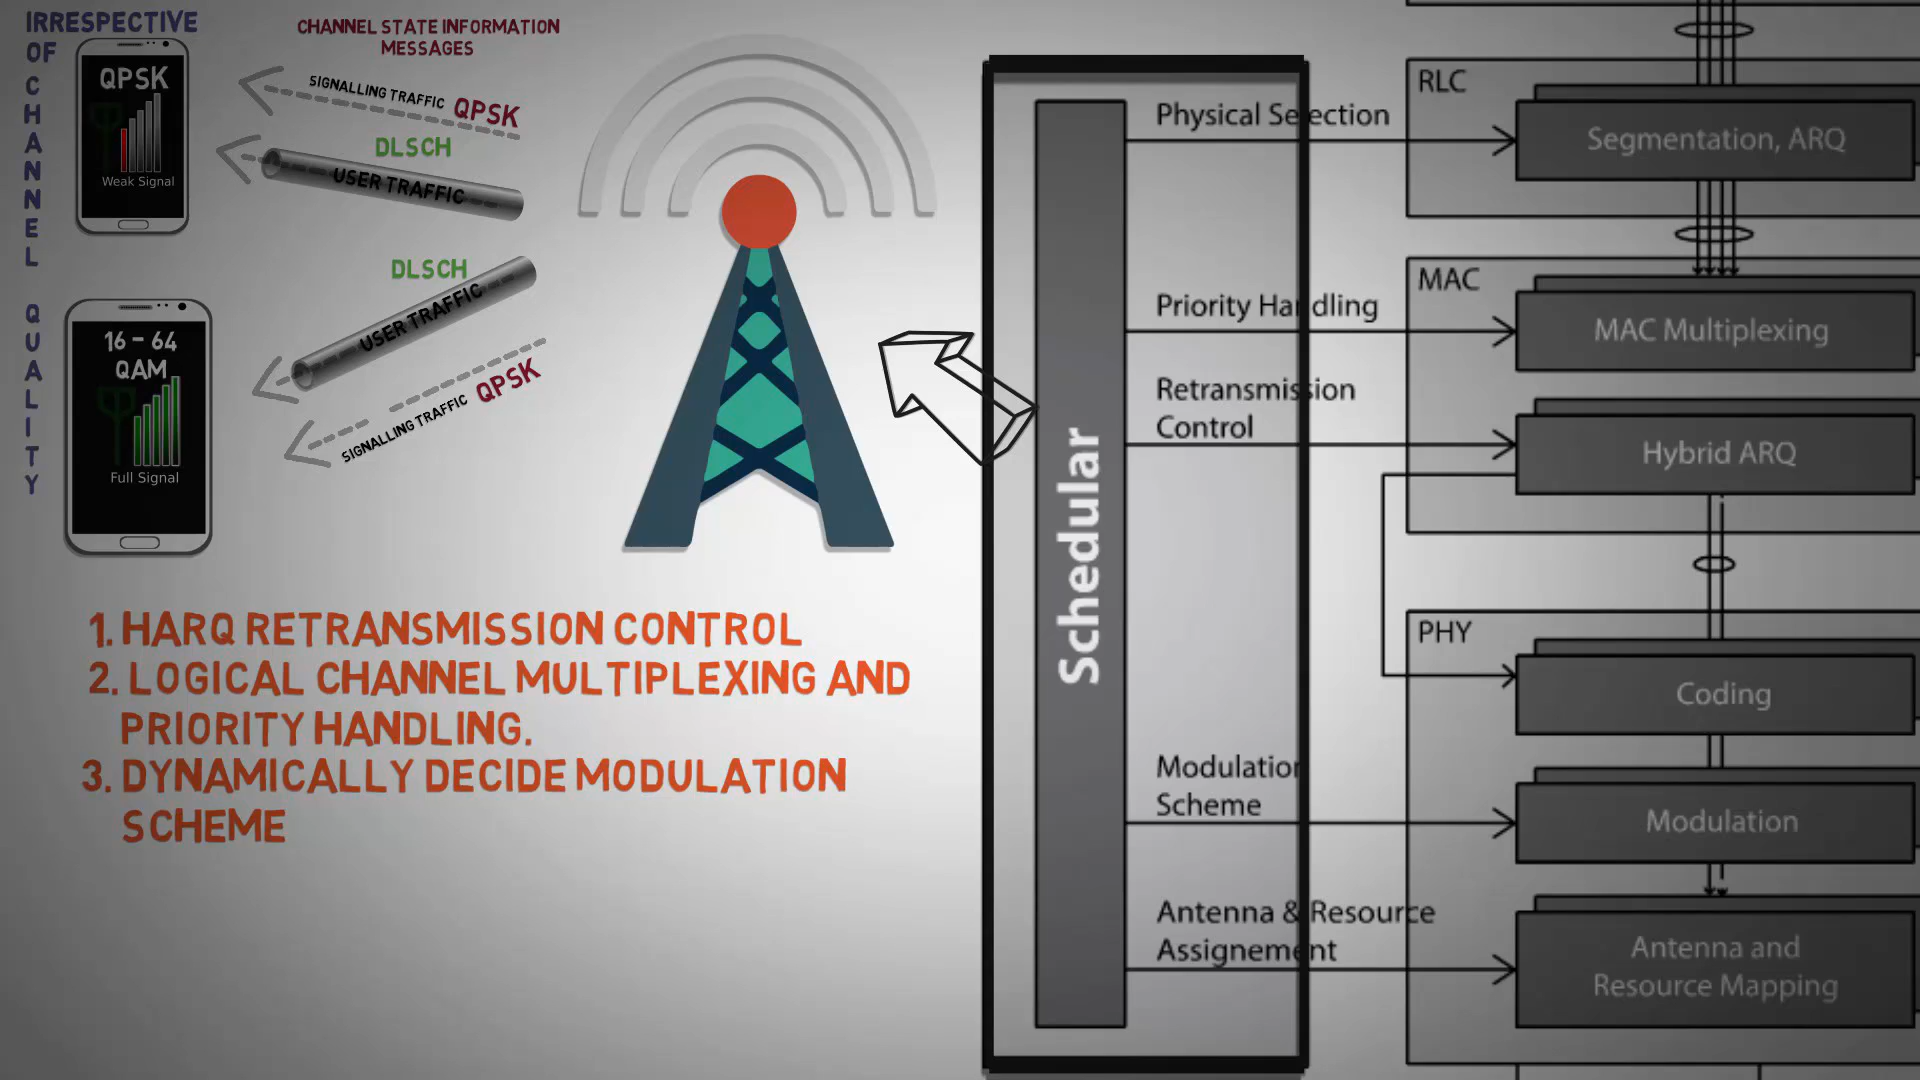 IRRESPECTIVE
OF
CHANNEL
QUALITY
CHANNEL STATE INFORMATION
MESSAGES
QPSK
Weak Signal
SIGNALLING TRAFFIC QPSK
DLSCH
USER TRAFFIC
DLSCH
USER TRAFFIC
16 - 64
QAM
Full Signal
SIGNALLING TRAFFIC QPSK
1. HARQ RETRANSMISSION CONTROL
2. LOGICAL CHANNEL MULTIPLEXING AND
PRIORITY HANDLING.
3. DYNAMICALLY DECIDE MODULATION
SCHEME
Schedular
Physical Selection
Priority Handling
Retransmission
Control
Modulation
Scheme
Antenna & Resource
Assignement
RLC
Segmentation, ARQ
MAC
MAC Multiplexing
Hybrid ARQ
PHY
Coding
Modulation
Antenna and
Resource Mapping